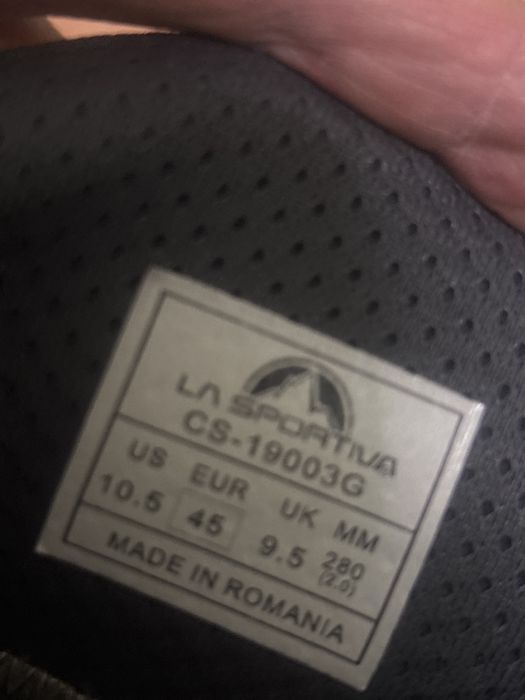 LA SPORTIVA
CS-19003G
US EUR UK MM
10.5 45 9.5 280
(2.0)
MADE IN ROMANIA